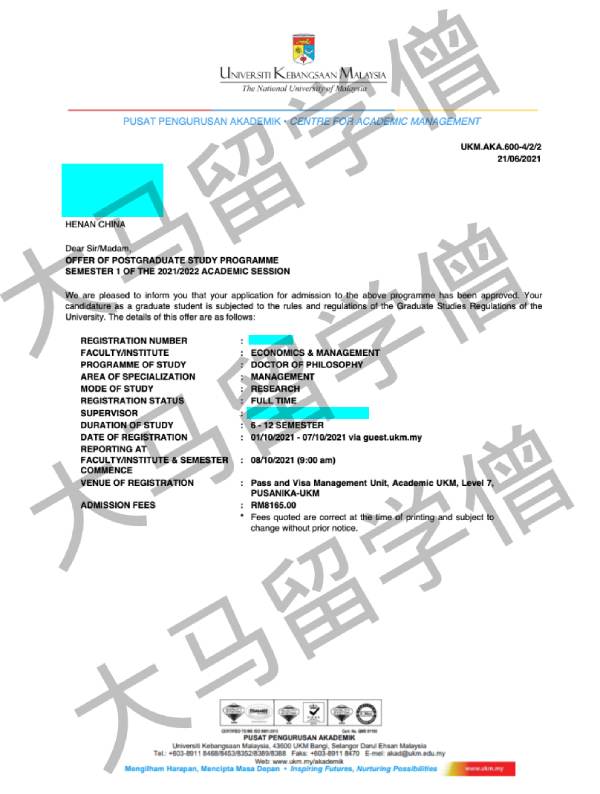 UNIVERSITI KEBANGSAAN MALAYSIA
The National University of Malaysia
PUSAT PENGURUSAN AKADEMIK • CENTRE FOR ACADEMIC MANAGEMENT
UKM.AKA.600-4/2/2
21/06/2021
HENAN CHINA
Dear Sir/Madam,
OFFER OF POSTGRADUATE STUDY PROGRAMME
SEMESTER 1 OF THE 2021/2022 ACADEMIC SESSION
We are pleased to inform you that your application for admission to the above programme has been approved. Your
candidature as a graduate student is subjected to the rules and regulations of the Graduate Studies Regulations of the
University. The details of this offer are as follows:
REGISTRATION NUMBER :
FACULTY/INSTITUTE : ECONOMICS & MANAGEMENT
PROGRAMME OF STUDY : DOCTOR OF PHILOSOPHY
AREA OF SPECIALIZATION : MANAGEMENT
MODE OF STUDY : RESEARCH
REGISTRATION STATUS : FULL TIME
SUPERVISOR :
DURATION OF STUDY : 6 - 12 SEMESTER
DATE OF REGISTRATION : 01/10/2021 - 07/10/2021 via guest.ukm.my
REPORTING AT
FACULTY/INSTITUTE & SEMESTER : 08/10/2021 (9:00 am)
COMMENCE
VENUE OF REGISTRATION : Pass and Visa Management Unit, Academic UKM, Level 7,
PUSANIKA-UKM
ADMISSION FEES : RM8165.00
* Fees quoted are correct at the time of printing and subject to
change without prior notice.
大马留学僧
大马留学僧
大马留学僧
PUSAT PENGURUSAN AKADEMIK
Universiti Kebangsaan Malaysia, 43600 UKM Bangi, Selangor Darul Ehsan Malaysia
Tel.: +603-8911 8468/8453/8352/8389/8388 Faks: +603-8911 8470 E-mel: akad@ukm.edu.my
Web: www.ukm.my/akademik
Mengilham Harapan, Mencipta Masa Depan • Inspiring Futures, Nurturing Possibilities www.ukm.my